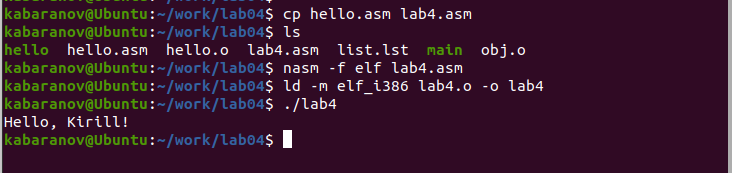 kabaranov@Ubuntu:~/work/lab04$ cp hello.asm lab4.asm
kabaranov@Ubuntu:~/work/lab04$ ls
hello  hello.asm  hello.o  lab4.asm  list.lst  main  obj.o
kabaranov@Ubuntu:~/work/lab04$ nasm -f elf lab4.asm
kabaranov@Ubuntu:~/work/lab04$ ld -m elf_i386 lab4.o -o lab4
kabaranov@Ubuntu:~/work/lab04$ ./lab4
Hello, Kirill!
kabaranov@Ubuntu:~/work/lab04$